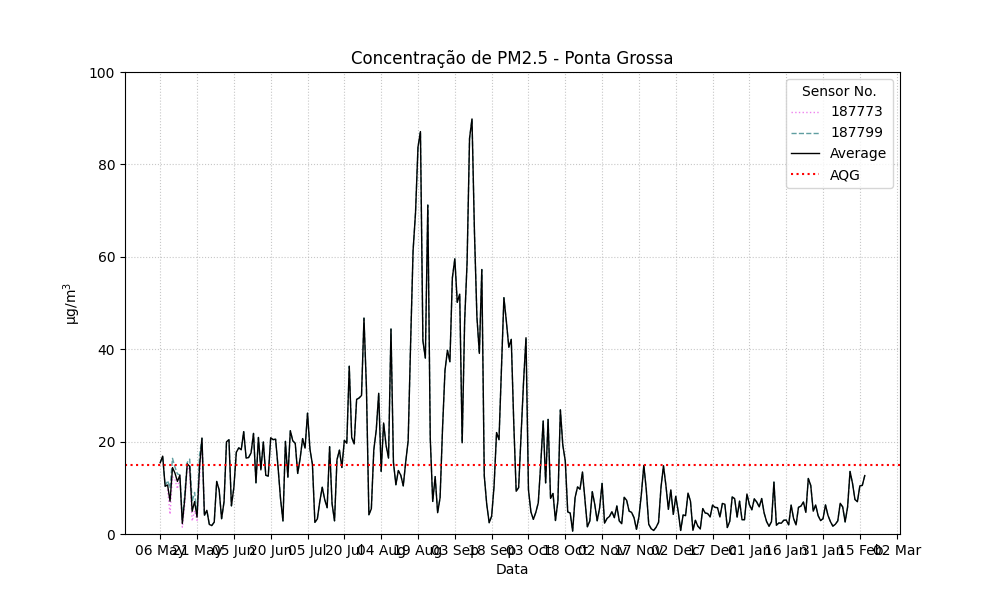 Concentração de PM2.5 - Ponta Grossa
Sensor No.
187773
187799
Average
AQG
100
80
60
40
20
0
µg/m³
06 May 21 May 05 Jun 20 Jun 05 Jul 20 Jul 04 Aug 19 Aug 03 Sep 18 Sep 03 Oct 18 Oct 02 Nov 17 Nov 02 Dec 17 Dec 01 Jan 16 Jan 31 Jan 15 Feb 02 Mar
Data